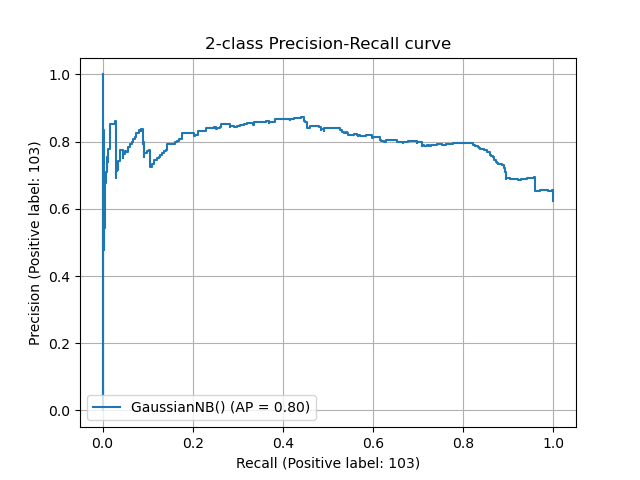 2-class Precision-Recall curve
Precision (Positive label: 103)
1.0
0.8
0.6
0.4
0.2
0.0
GaussianNB() (AP = 0.80)
0.0 0.2 0.4 0.6 0.8 1.0
Recall (Positive label: 103)